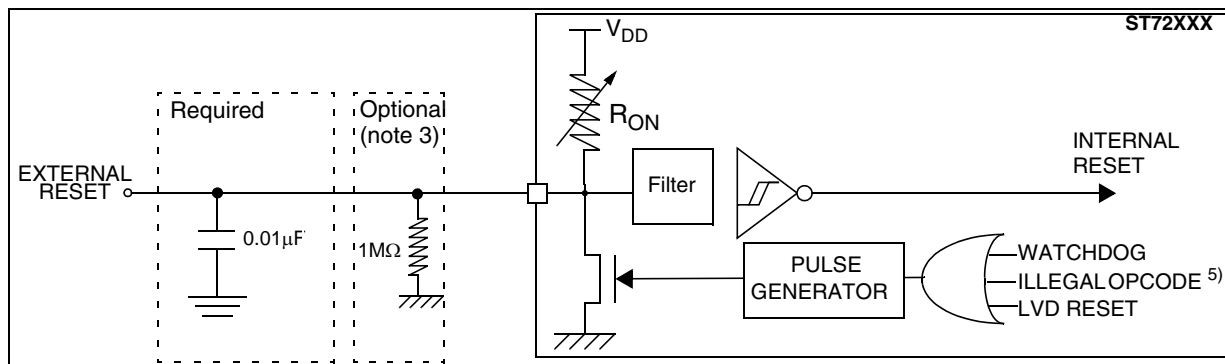 ST72XXX
VDD
RON
Required
Optional
(note 3)
EXTERNAL
RESET
0.01μF
1MΩ
Filter
INTERNAL
RESET
PULSE
GENERATOR
WATCHDOG
ILLEGAL OPCODE 5)
LVD RESET